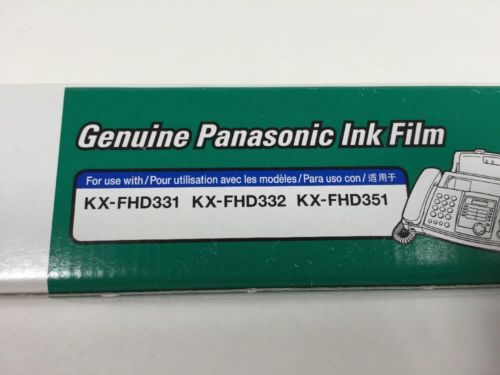 Genuine Panasonic Ink Film
For use with/Pour utilisation avec les modèles/Para uso con/适用于
KX-FHD331 KX-FHD332 KX-FHD351